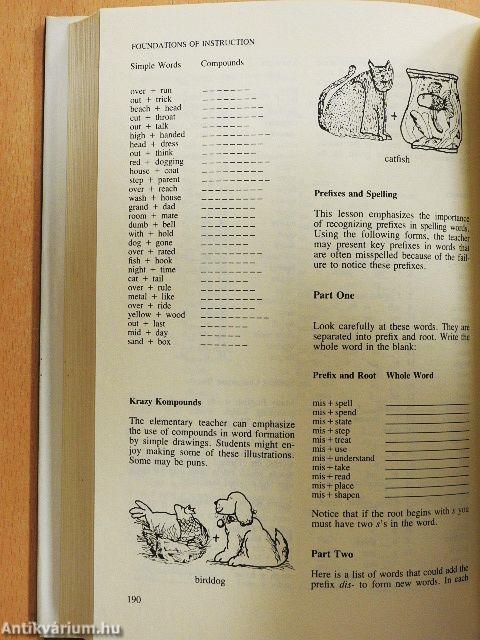 FOUNDATIONS OF INSTRUCTION
Simple Words Compounds
over + run
out + trick
beach + head
cut + throat
out + talk
high + handed
head + dress
out + think
red + dogging
house + coat
step + parent
over + reach
wash + house
grand + dad
room + mate
dumb + bell
with + hold
dog + gone
over + rated
fish + hook
night + time
car + tail
over + rule
metal + like
over + ride
yellow + wood
out + last
mid + day
sand + box
Krazy Kompounds
The elementary teacher can emphasize
the use of compounds in word formation
by simple drawings. Students might en-
joy making some of these illustrations.
Some may be puns.
+
birddog
190
+
catfish
Prefixes and Spelling
This lesson emphasizes the importance
of recognizing prefixes in spelling words.
Using the following forms, the teacher
may present key prefixes in words that
are often misspelled because of the fail-
ure to notice these prefixes.
Part One
Look carefully at these words. They are
separated into prefix and root. Write the
whole word in the blank:
Prefix and Root Whole Word
mis + spell
mis + spend
mis + state
mis + step
mis + treat
mis + use
mis + understand
mis + take
mis + read
mis + place
mis + shapen
Notice that if the root begins with s you
must have two s's in the word.
Part Two
Here is a list of words that could add the
prefix dis- to form new words. In each
Antikvárium.hu